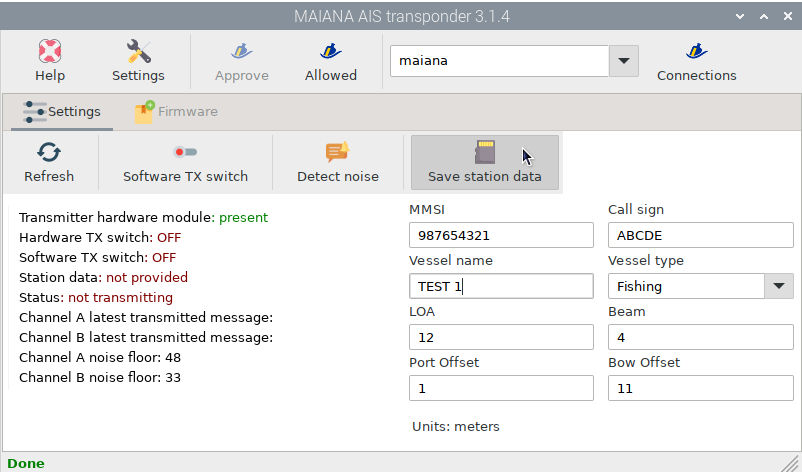 MAIANA AIS transponder 3.1.4
Help
Settings
Approve
Allowed
maiana
Connections
Settings
Firmware
Refresh
Software TX switch
Detect noise
Save station data
Transmitter hardware module: present
Hardware TX switch: OFF
Software TX switch: OFF
Station data: not provided
Status: not transmitting
Channel A latest transmitted message:
Channel B latest transmitted message:
Channel A noise floor: 48
Channel B noise floor: 33
MMSI
987654321
Call sign
ABCDE
Vessel name
TEST 1
Vessel type
Fishing
LOA
12
Beam
4
Port Offset
1
Bow Offset
11
Units: meters
Done